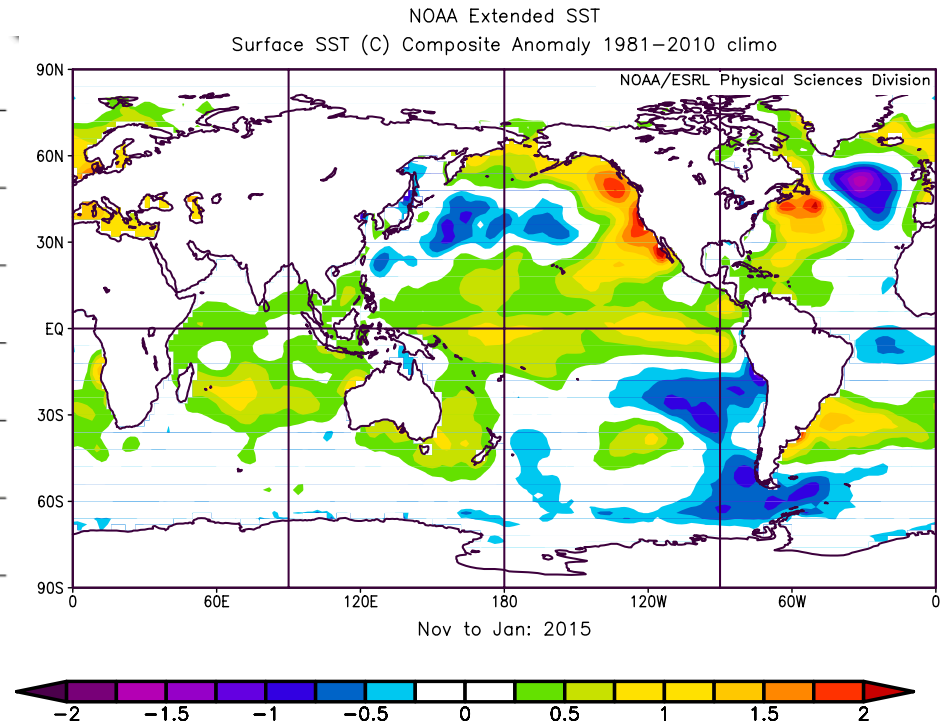 NOAA Extended SST
Surface SST (C) Composite Anomaly 1981-2010 climo
NOAA/ESRL Physical Sciences Division
90N
60N
30N
EQ
30S
60S
90S
0 60E 120E 180 120W 60W 0
Nov to Jan: 2015
-2 -1.5 -1 -0.5 0 0.5 1 1.5 2